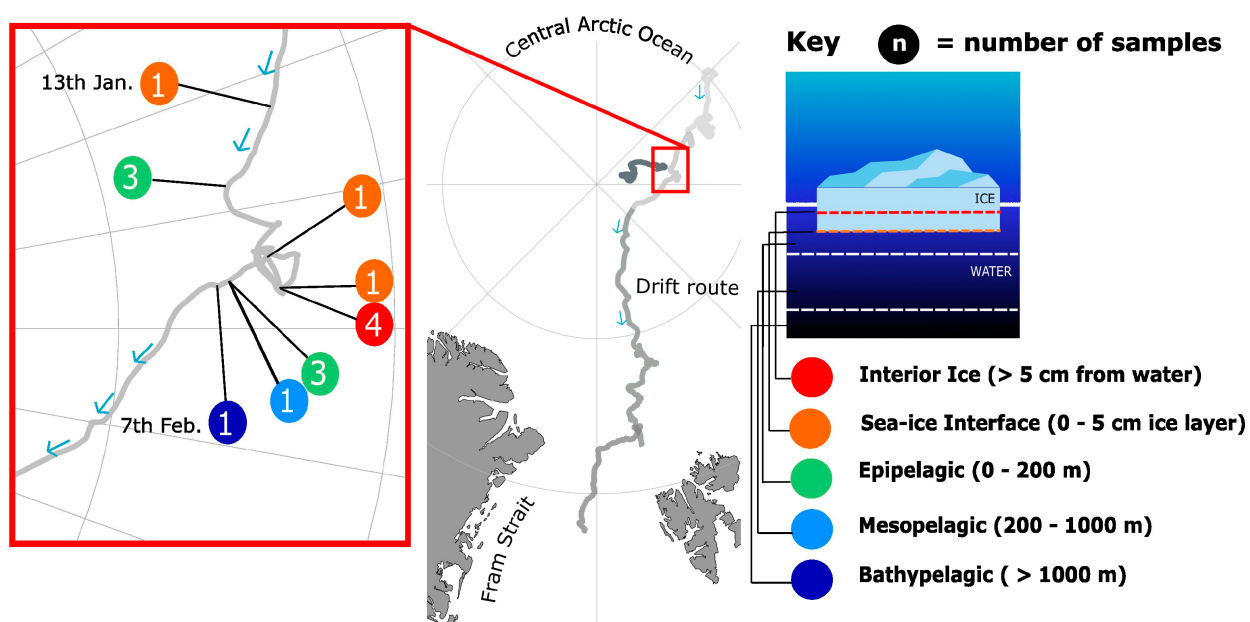 13th Jan.
1
3
1
1
4
3
1
7th Feb.
1
Central Arctic Ocean
Drift route
Fram Strait
Key
n = number of samples
ICE
WATER
Interior Ice (> 5 cm from water)
Sea-ice Interface (0 - 5 cm ice layer)
Epipelagic (0 - 200 m)
Mesopelagic (200 - 1000 m)
Bathypelagic ( > 1000 m)